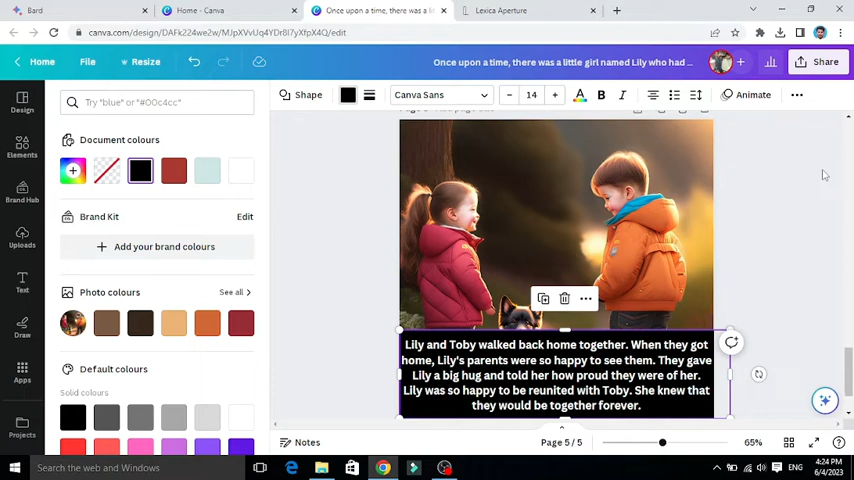 Bard
Home - Canva
Once upon a time, there was a li
Lexica Aperture
canva.com/design/DAFk224we2w/MJpXVvUq4YDr8I7yXfpX4Q/edit
Home
File
Resize
Once upon a time, there was a little girl named Lily who had ...
Share
Try "blue" or "#00c4cc"
Shape
Canva Sans
14
A
B
I
Animate
Design
Elements
Brand Hub
Uploads
Text
Draw
Apps
Projects
Document colours
Brand Kit
Edit
Add your brand colours
Photo colours
See all
Default colours
Solid colours
Lily and Toby walked back home together. When they got
home, Lily's parents were so happy to see them. They gave
Lily a big hug and told her how proud they were of her.
Lily was so happy to be reunited with Toby. She knew that
they would be together forever.
Notes
Page 5 / 5
65%
Search the web and Windows
ENG
4:24 PM
6/4/2023